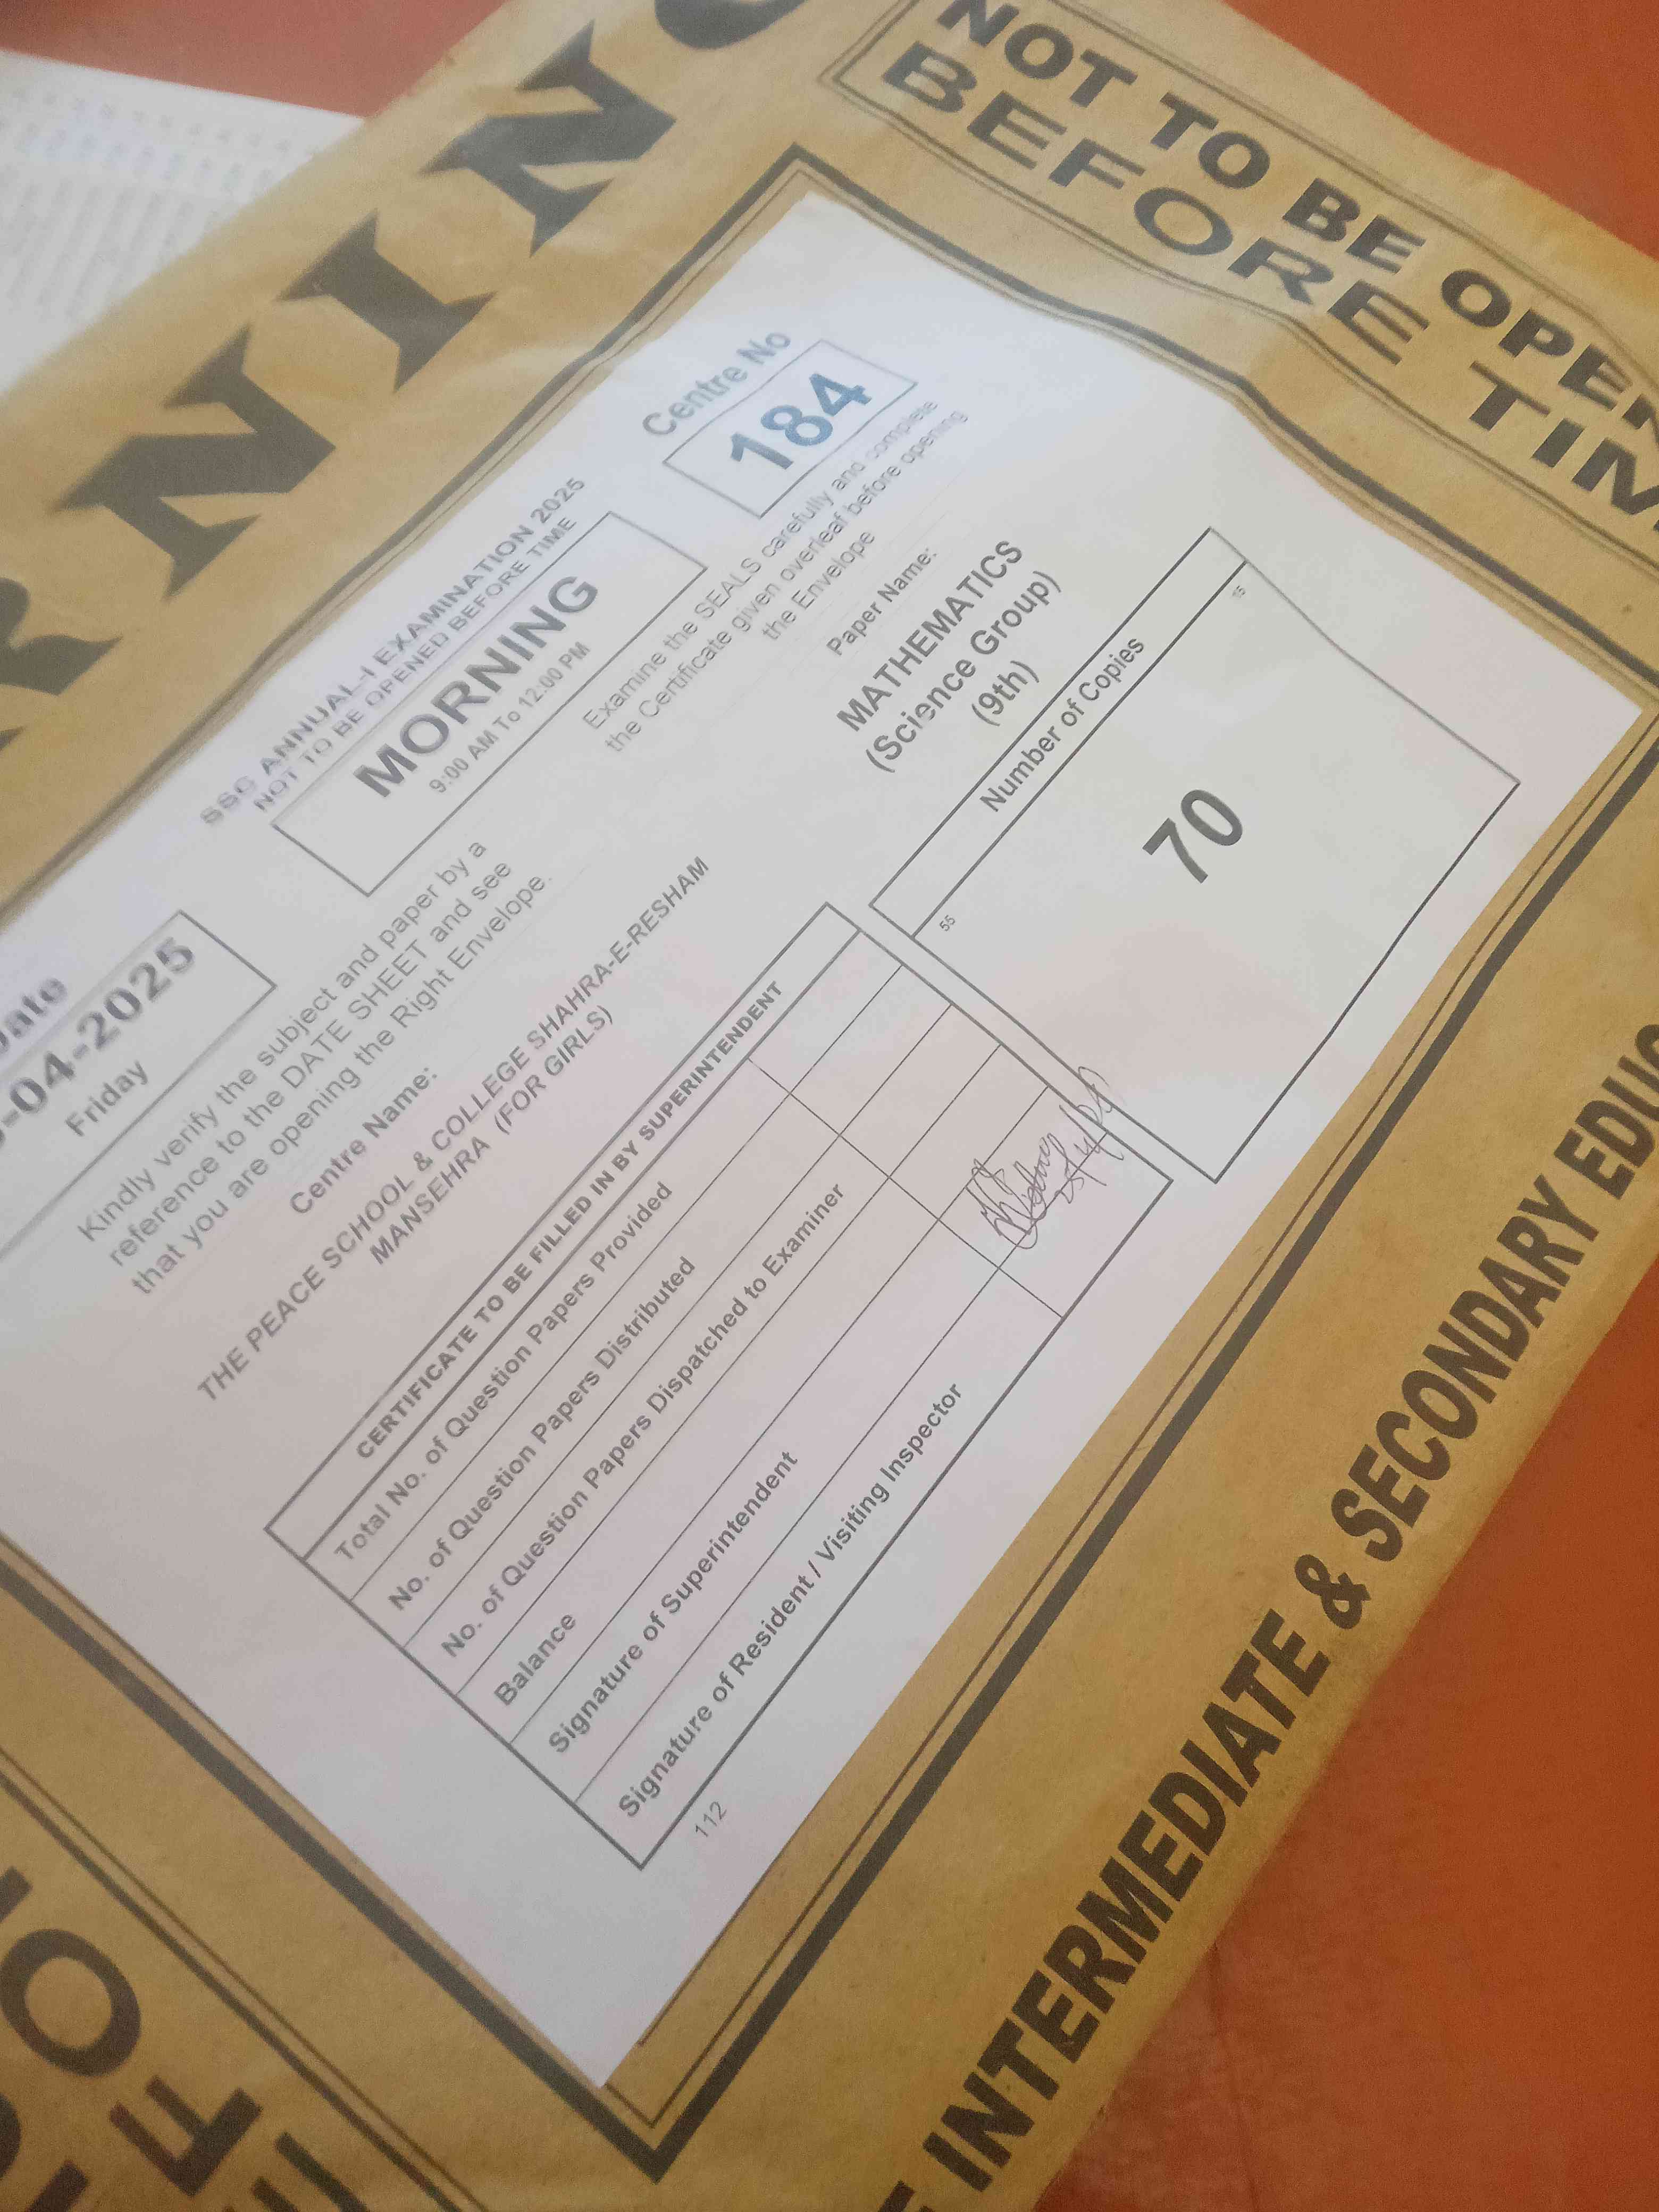 NOT TO BE
BEFORE
Date
-04-2025
Friday
SSC ANNUAL-I EXAMINATION 2025
NOT TO BE OPENED BEFORE TIME
MORNING
9:00 AM To 12:00 PM
Centre No
184
Kindly verify the subject and paper by a
reference to the DATE SHEET and see
that you are opening the Right Envelope.
Examine the SEALS carefully and complete
the Certificate given overleaf before opening
the Envelope
Centre Name:
THE PEACE SCHOOL & COLLEGE SHAHRA-E-RESHAM
MANSEHRA (FOR GIRLS)
Paper Name:
MATHEMATICS
(Science Group)
(9th)
CERTIFICATE TO BE FILLED IN BY SUPERINTENDENT
Total No. of Question Papers Provided
No. of Question Papers Distributed
No. of Question Papers Dispatched to Examiner
Balance
Signature of Superintendent
Signature of Resident / Visiting Inspector
112
Number of Copies
55 15
70
INTERMEDIATE & SECONDARY